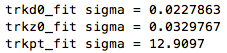 trkd0_fit sigma = 0.0227863
trkz0_fit sigma = 0.0329767
trkpt_fit sigma = 12.9097